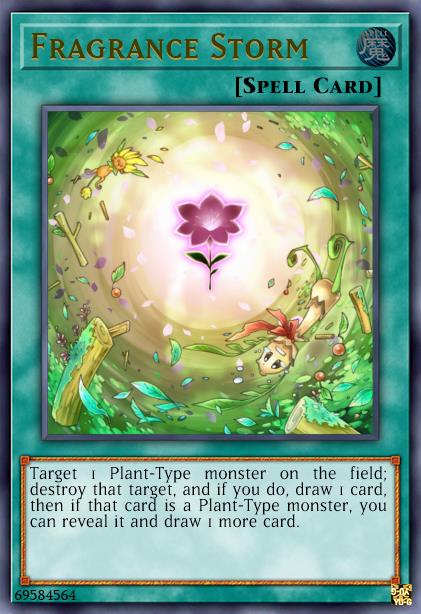 Fragrance Storm
魔
[Spell Card]
Target 1 Plant-Type monster on the field;
destroy that target, and if you do, draw 1 card,
then if that card is a Plant-Type monster, you
can reveal it and draw 1 more card.
69584564